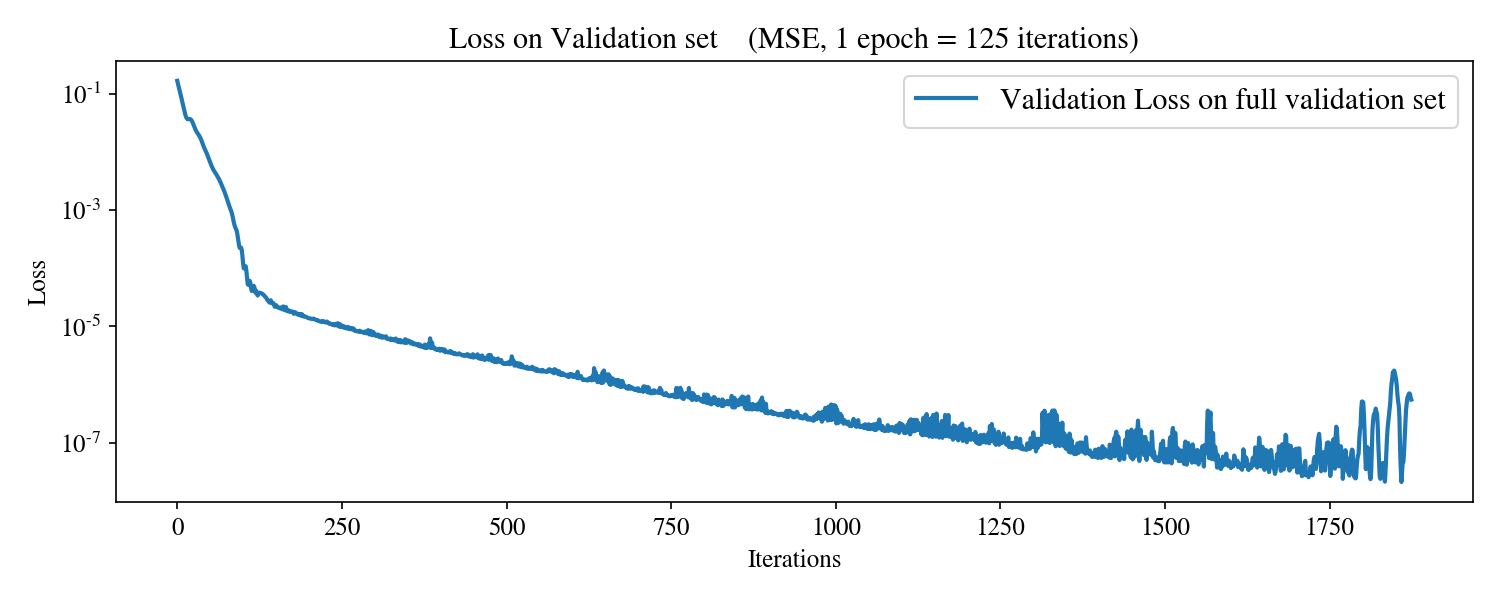 Loss on Validation set (MSE, 1 epoch = 125 iterations)
Validation Loss on full validation set
10⁻¹
10⁻³
10⁻⁵
10⁻⁷
Loss
0 250 500 750 1000 1250 1500 1750
Iterations